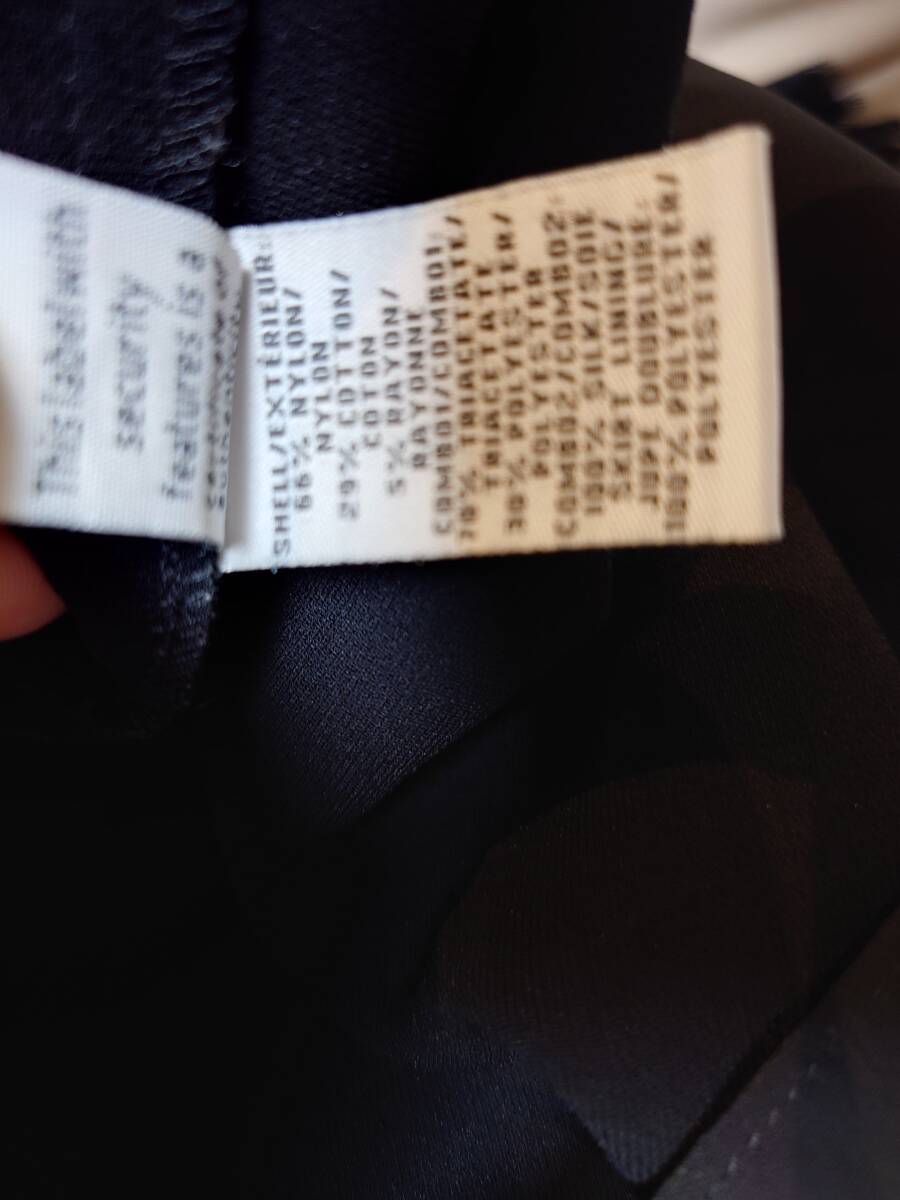 This label with
security
features is a
SHELL/EXTÉRIEUR:
66% NYLON/
NYLON
29% COTTON/
COTON
5% RAYON/
RAYONNE
COMBO1/COMBO1:
70% TRIACETATE/
TRIACETATE
30% POLYESTER/
POLYESTER
COMBO2/COMBO2:
100% SILK/SOIE
SKIRT LINING/
JUPE DOUBLURE:
100% POLYESTER/
POLYESTER